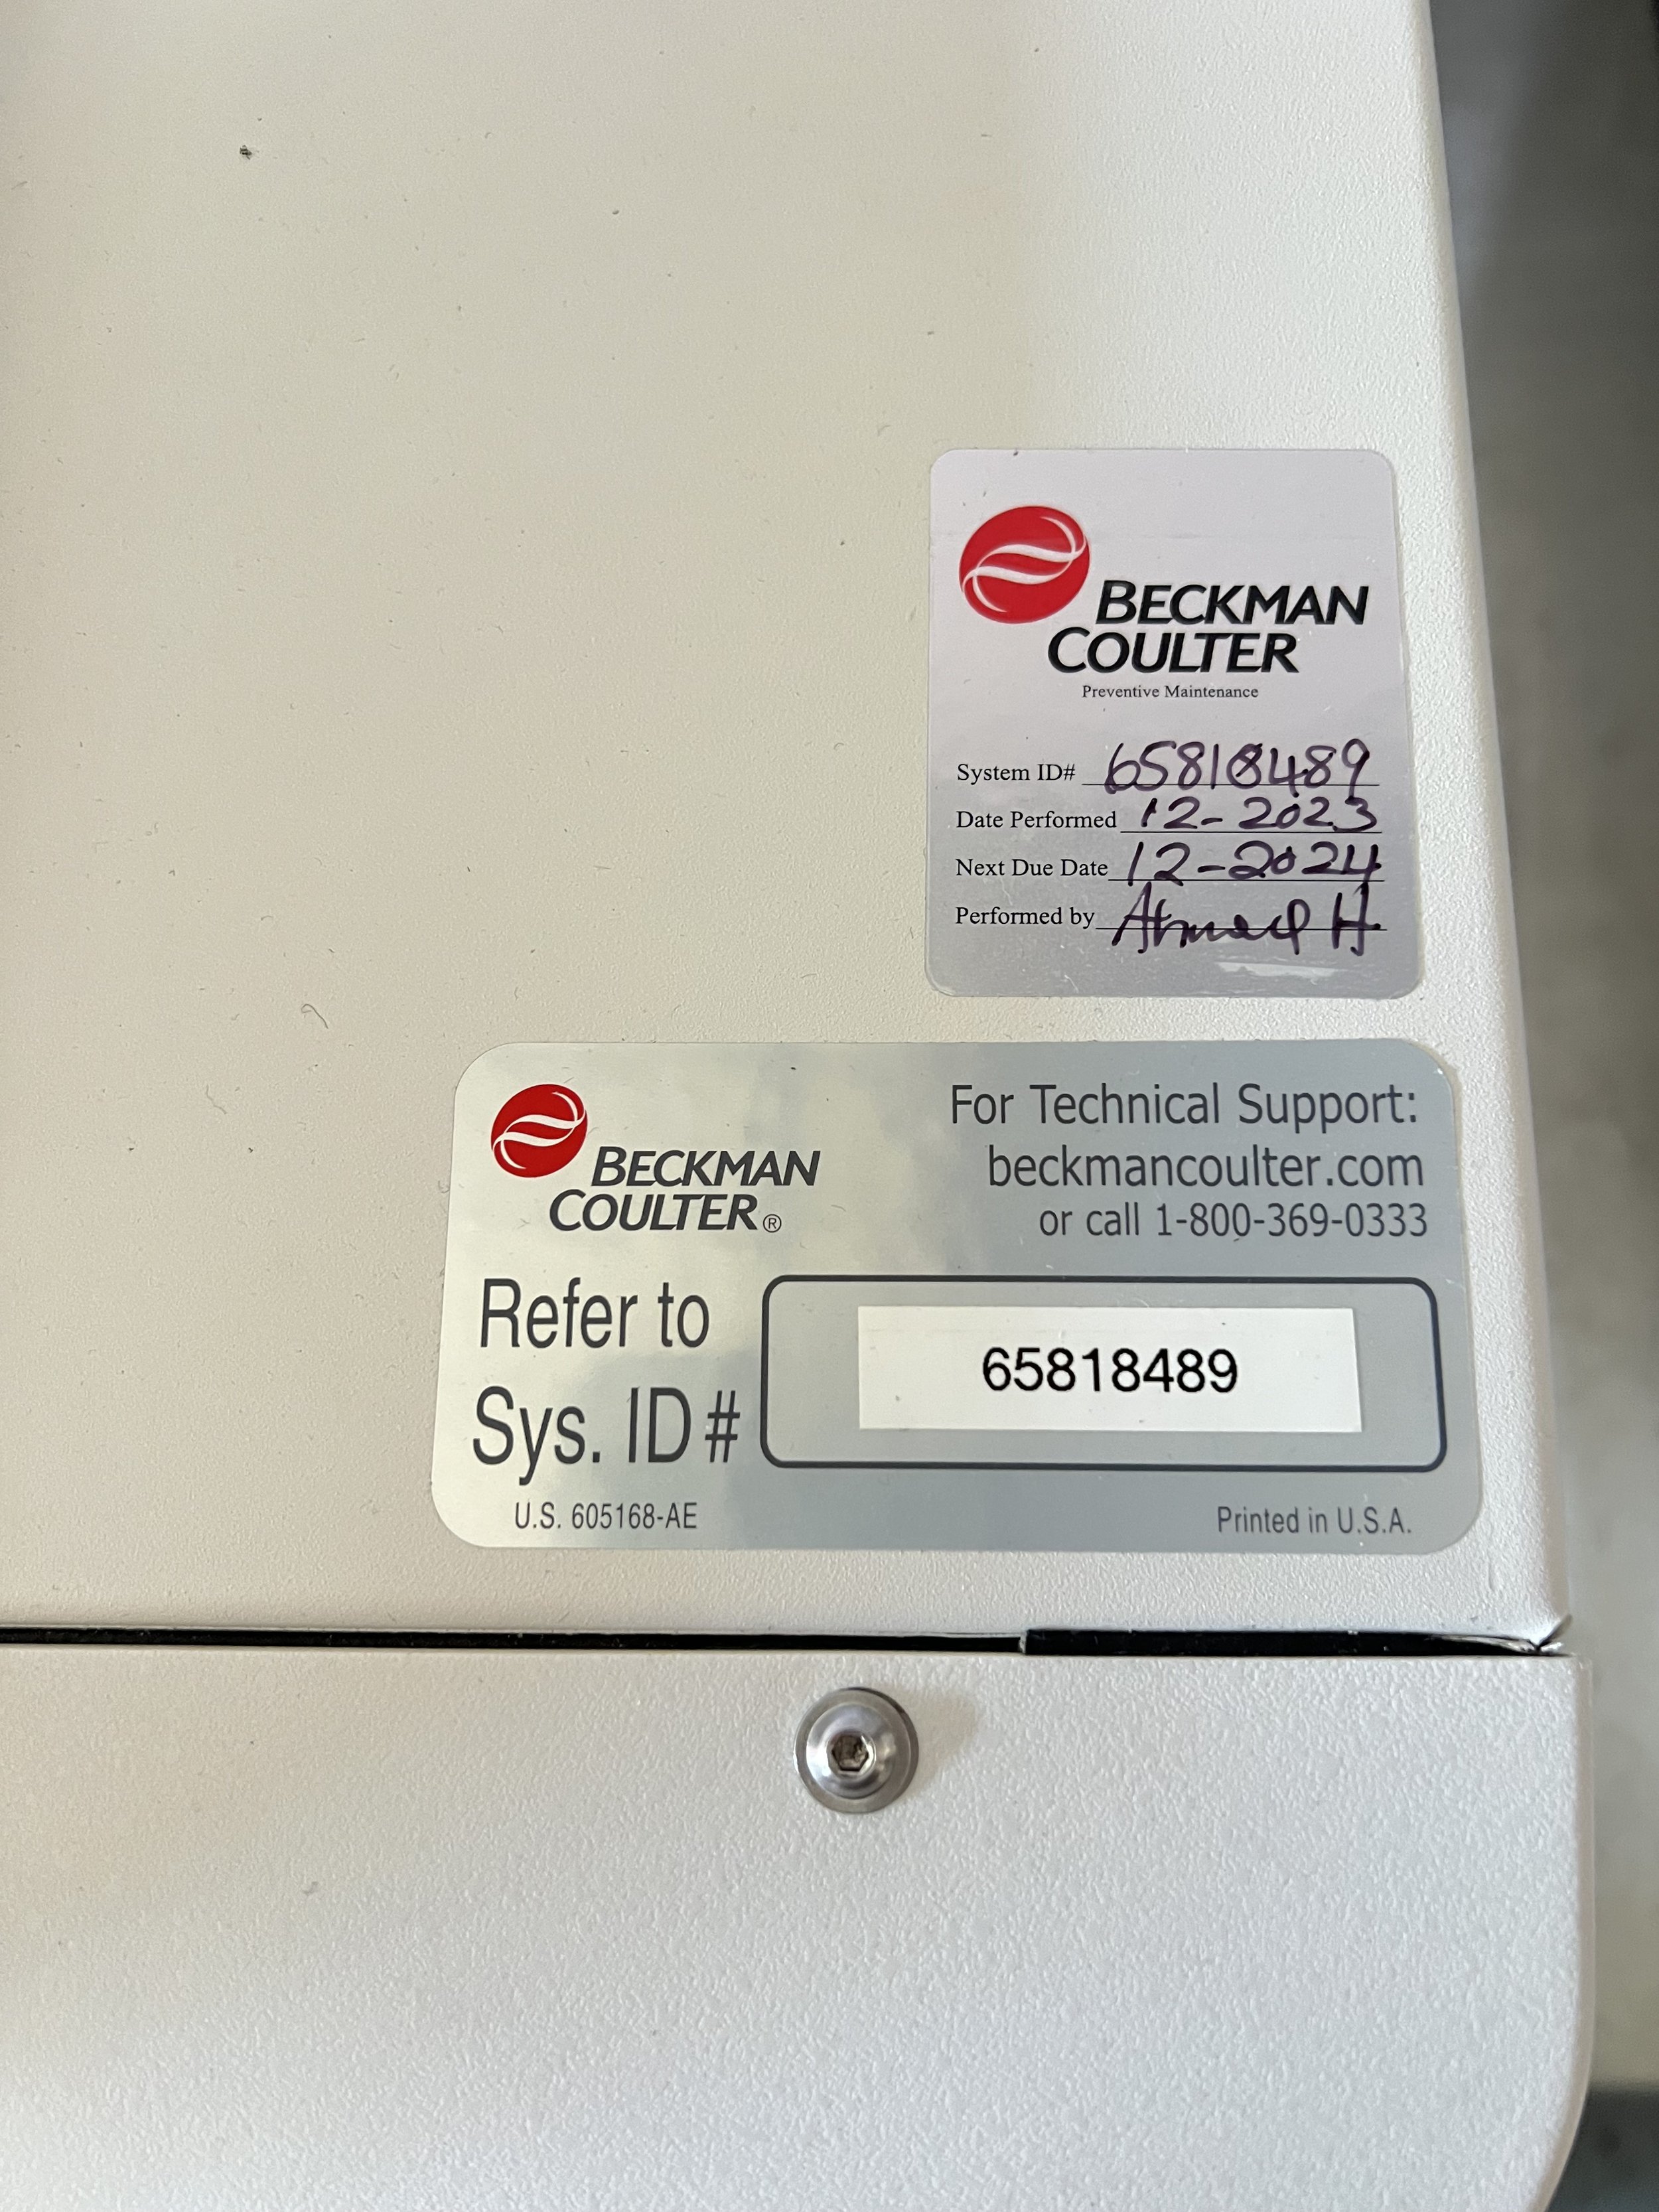 BECKMAN
COULTER
Preventive Maintenance
System ID# 65818489
Date Performed 12-2023
Next Due Date 12-2024
Performed by Ahmed H.
BECKMAN
COULTER®
For Technical Support:
beckmancoulter.com
or call 1-800-369-0333
Refer to
Sys. ID#
65818489
U.S. 605168-AE
Printed in U.S.A.